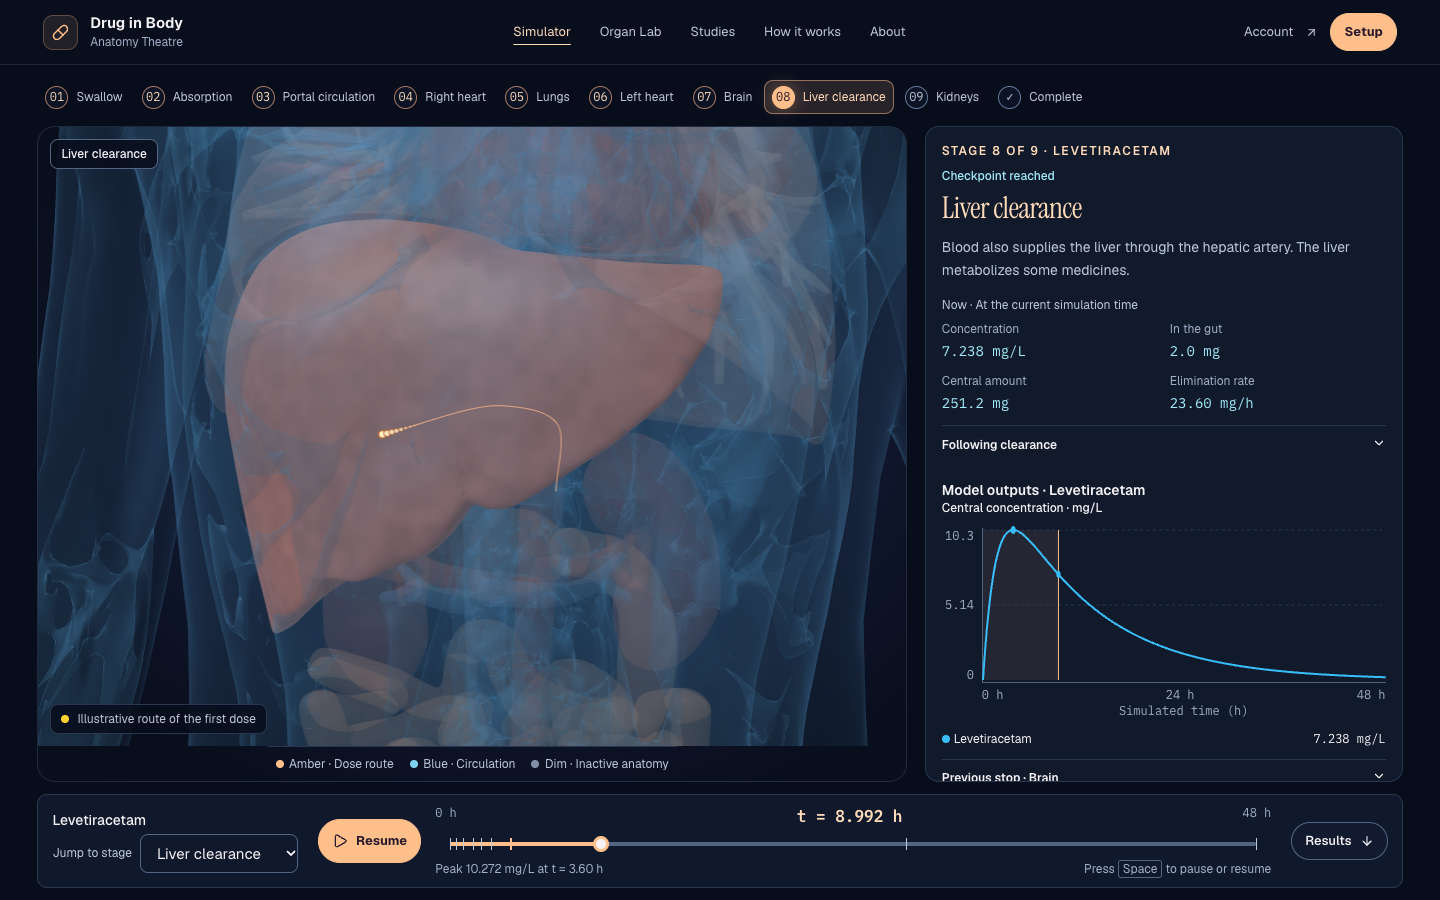 Drug in Body
Anatomy Theatre
Simulator
Organ Lab
Studies
How it works
About
Account
Setup
01 Swallow
02 Absorption
03 Portal circulation
04 Right heart
05 Lungs
06 Left heart
07 Brain
08 Liver clearance
09 Kidneys
✓ Complete
Liver clearance
Illustrative route of the first dose
Amber · Dose route
Blue · Circulation
Dim · Inactive anatomy
STAGE 8 OF 9 · LEVETIRACETAM
Checkpoint reached
Liver clearance
Blood also supplies the liver through the hepatic artery. The liver
metabolizes some medicines.
Now · At the current simulation time
Concentration
7.238 mg/L
In the gut
2.0 mg
Central amount
251.2 mg
Elimination rate
23.60 mg/h
Following clearance
Model outputs · Levetiracetam
Central concentration · mg/L
10.3
5.14
0
0 h
24 h
48 h
Simulated time (h)
Levetiracetam
7.238 mg/L
Previous stop · Brain
Levetiracetam
Jump to stage
Liver clearance
Resume
0 h
t = 8.992 h
48 h
Peak 10.272 mg/L at t = 3.60 h
Press Space to pause or resume
Results ↓